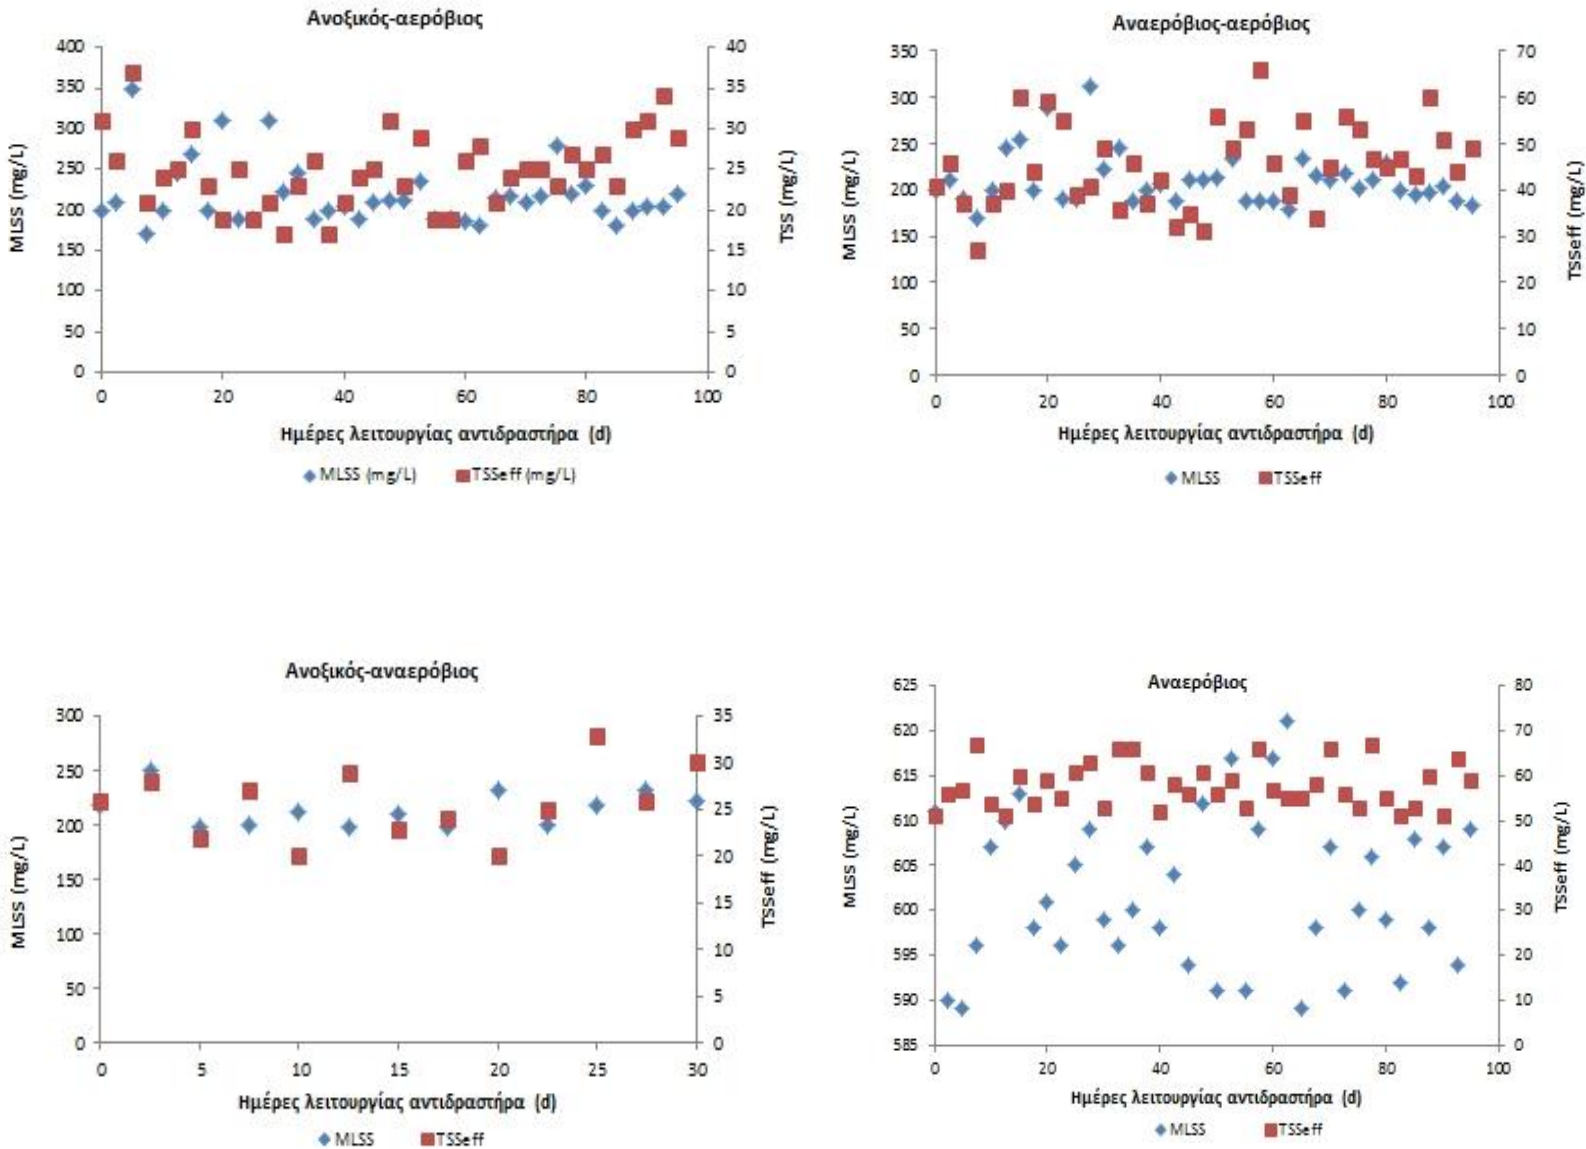 Ανοξικός-αερόβιος
400
350
300
250
200
150
100
50
0
MLSS (mg/L)
40
35
30
25
20
15
10
5
0
TSS (mg/L)
0 20 40 60 80 100
Ημέρες λειτουργίας αντιδραστήρα (d)
MLSS (mg/L) TSSeff (mg/L)
Αναερόβιος-αερόβιος
350
300
250
200
150
100
50
0
MLSS (mg/L)
70
60
50
40
30
20
10
0
TSSeff (mg/L)
0 20 40 60 80 100
Ημέρες λειτουργίας αντιδραστήρα (d)
MLSS TSSeff
Ανοξικός-αναερόβιος
300
250
200
150
100
50
0
MLSS (mg/L)
35
30
25
20
15
10
5
0
TSSeff (mg/L)
0 5 10 15 20 25 30
Ημέρες λειτουργίας αντιδραστήρα (d)
MLSS TSSeff
Αναερόβιος
625
620
615
610
605
600
595
590
585
MLSS (mg/L)
80
70
60
50
40
30
20
10
0
TSSeff (mg/L)
0 20 40 60 80 100
Ημέρες λειτουργίας αντιδραστήρα (d)
MLSS TSSeff